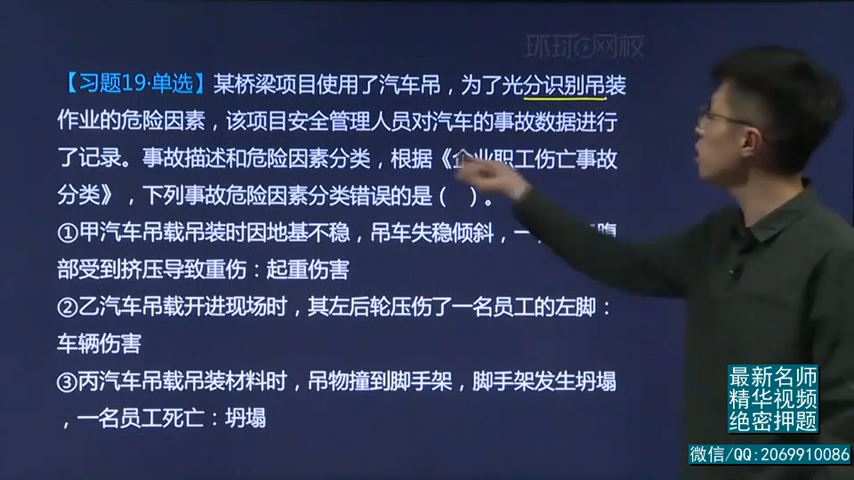 环球网校
【习题19·单选】某桥梁项目使用了汽车吊，为了光分识别吊装
作业的危险因素，该项目安全管理人员对汽车的事故数据进行
了记录。事故描述和危险因素分类，根据《企业职工伤亡事故
分类》，下列事故危险因素分类错误的是（ ）。
①甲汽车吊载吊装时因地基不稳，吊车失稳倾斜，一
部受到挤压导致重伤：起重伤害
②乙汽车吊载开进现场时，其左后轮压伤了一名员工的左脚：
车辆伤害
③丙汽车吊载吊装材料时，吊物撞到脚手架，脚手架发生坍塌
，一名员工死亡：坍塌
最新名师
精华视频
绝密押题
微信/QQ:2069910086